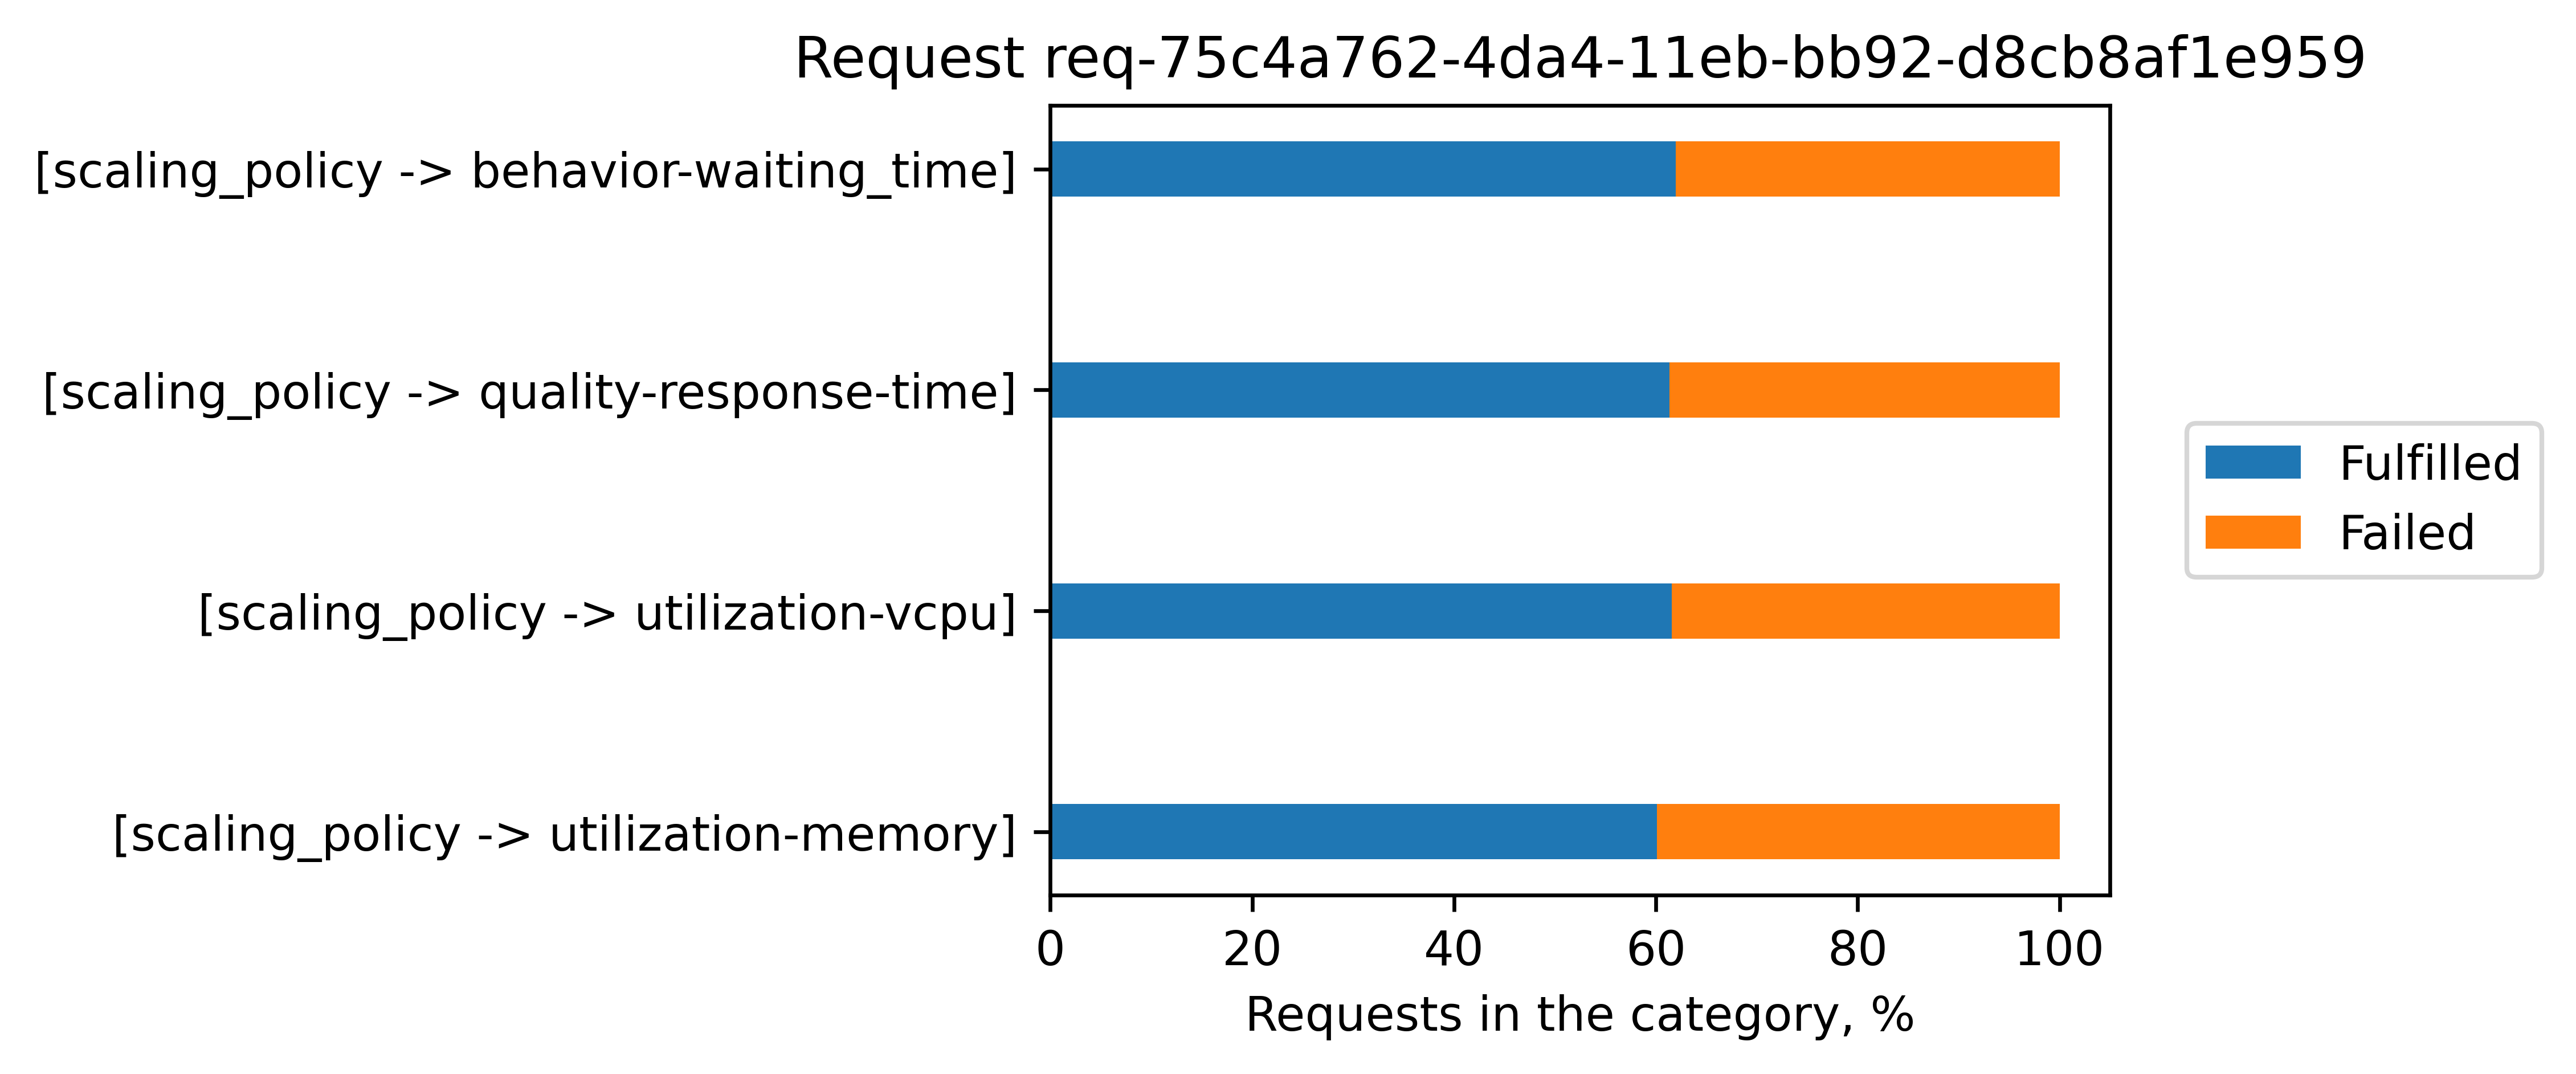 Request req-75c4a762-4da4-11eb-bb92-d8cb8af1e959
[scaling_policy -> behavior-waiting_time]
[scaling_policy -> quality-response-time]
[scaling_policy -> utilization-vcpu]
[scaling_policy -> utilization-memory]
0 20 40 60 80 100
Requests in the category, %
Fulfilled
Failed